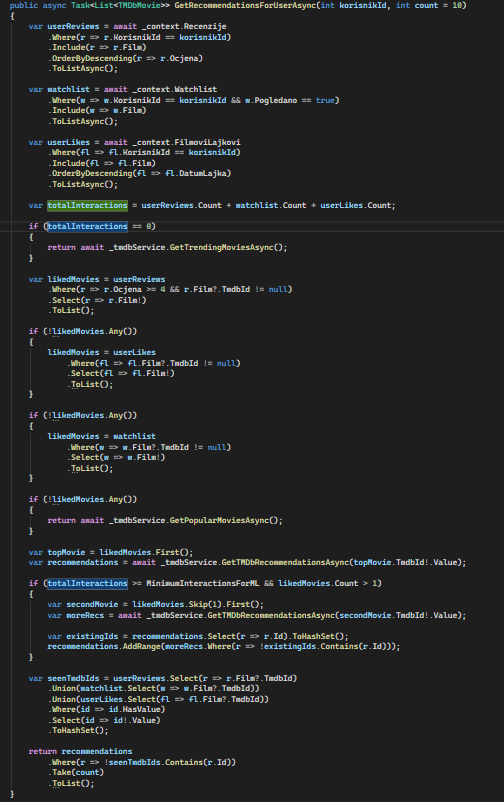 public async Task<List<TMDbMovie>> GetRecommendationsForUserAsync(int korisnikId, int count = 10)
{
    var userReviews = await _context.Recenzije
        .Where(r => r.KorisnikId == korisnikId)
        .Include(r => r.Film)
        .OrderByDescending(r => r.Ocjena)
        .ToListAsync();

    var watchlist = await _context.Watchlist
        .Where(w => w.KorisnikId == korisnikId && w.Pogledano == true)
        .Include(w => w.Film)
        .ToListAsync();

    var userLikes = await _context.FilmoviLajkovi
        .Where(fl => fl.KorisnikId == korisnikId)
        .Include(fl => fl.Film)
        .OrderByDescending(fl => fl.DatumLajka)
        .ToListAsync();

    var totalInteractions = userReviews.Count + watchlist.Count + userLikes.Count;

    if (totalInteractions == 0)
    {
        return await _tmdbService.GetTrendingMoviesAsync();
    }

    var likedMovies = userReviews
        .Where(r => r.Ocjena >= 4 && r.Film?.TmdbId != null)
        .Select(r => r.Film!)
        .ToList();

    if (!likedMovies.Any())
    {
        likedMovies = userLikes
            .Where(fl => fl.Film?.TmdbId != null)
            .Select(fl => fl.Film!)
            .ToList();
    }

    if (!likedMovies.Any())
    {
        likedMovies = watchlist
            .Where(w => w.Film?.TmdbId != null)
            .Select(w => w.Film!)
            .ToList();
    }

    if (!likedMovies.Any())
    {
        return await _tmdbService.GetPopularMoviesAsync();
    }

    var topMovie = likedMovies.First();
    var recommendations = await _tmdbService.GetTMDbRecommendationsAsync(topMovie.TmdbId!.Value);

    if (totalInteractions >= MinimumInteractionsForML && likedMovies.Count > 1)
    {
        var secondMovie = likedMovies.Skip(1).First();
        var moreRecs = await _tmdbService.GetTMDbRecommendationsAsync(secondMovie.TmdbId!.Value);

        var existingIds = recommendations.Select(r => r.Id).ToHashSet();
        recommendations.AddRange(moreRecs.Where(r => !existingIds.Contains(r.Id)));
    }

    var seenTmdbIds = userReviews.Select(r => r.Film?.TmdbId)
        .Union(watchlist.Select(w => w.Film?.TmdbId))
        .Union(userLikes.Select(fl => fl.Film?.TmdbId))
        .Where(id => id.HasValue)
        .Select(id => id!.Value)
        .ToHashSet();

    return recommendations
        .Where(r => !seenTmdbIds.Contains(r.Id))
        .Take(count)
        .ToList();
}